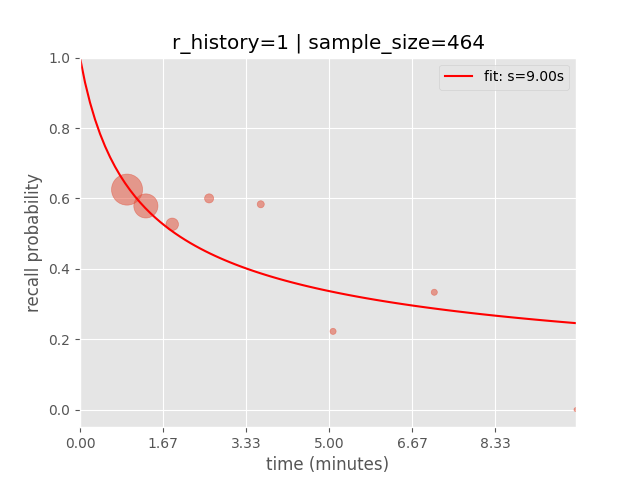 r_history=1 | sample_size=464
fit: s=9.00s
1.0
0.8
0.6
0.4
0.2
0.0
recall probability
0.00 1.67 3.33 5.00 6.67 8.33
time (minutes)